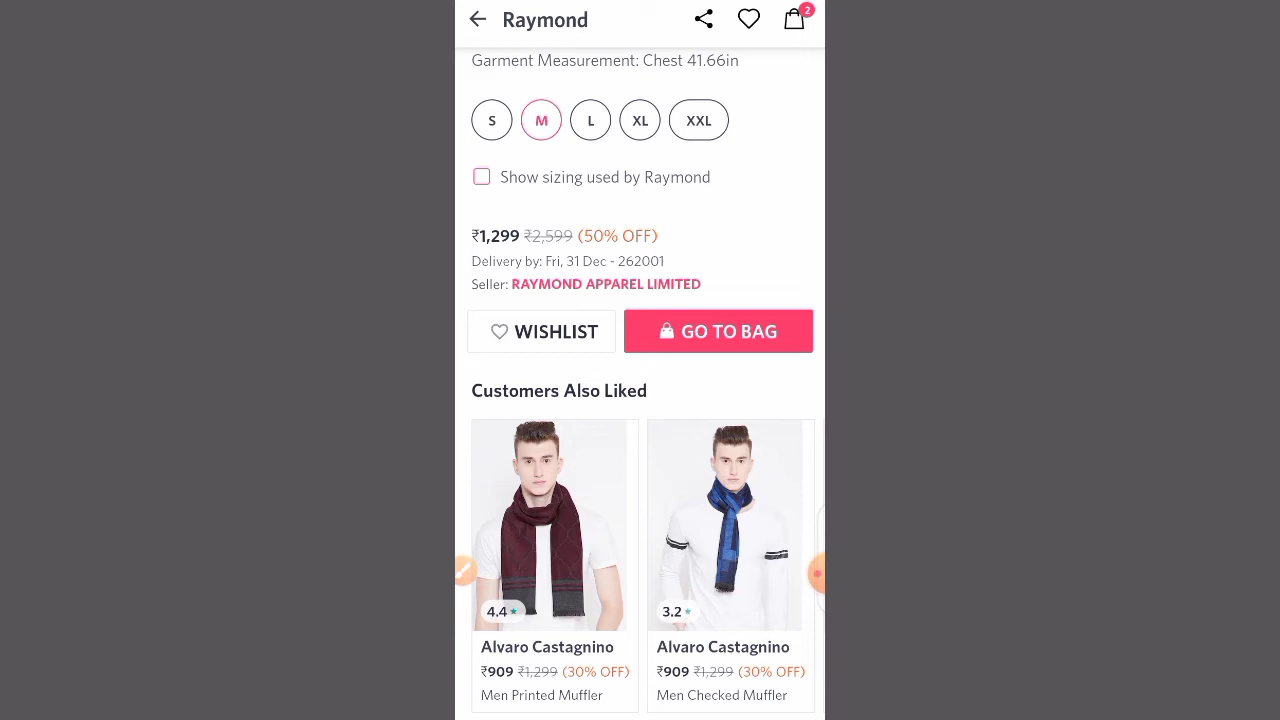 Raymond
2
Garment Measurement: Chest 41.66in
S M L XL XXL
Show sizing used by Raymond
₹1,299 ₹2,599 (50% OFF)
Delivery by: Fri, 31 Dec - 262001
Seller: RAYMOND APPAREL LIMITED
WISHLIST
GO TO BAG
Customers Also Liked
4.4
3.2
Alvaro Castagnino
₹909 ₹1,299 (30% OFF)
Men Printed Muffler
Alvaro Castagnino
₹909 ₹1,299 (30% OFF)
Men Checked Muffler